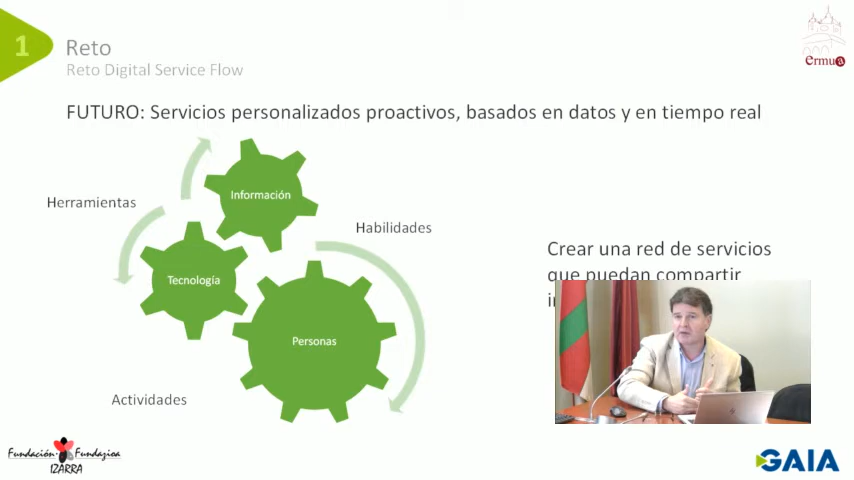 1
Reto
Reto Digital Service Flow
ermua
FUTURO: Servicios personalizados proactivos, basados en datos y en tiempo real
Información
Herramientas
Habilidades
Tecnología
Crear una red de servicios
que puedan compartir
Personas
Actividades
Fundación Fundazioa
IZARRA
GAIA